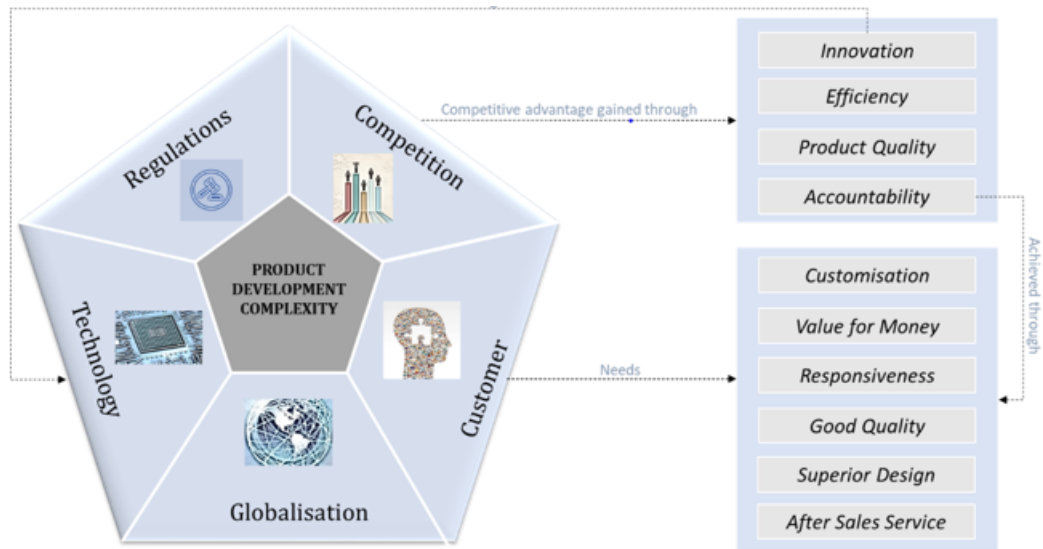 Innovation
Efficiency
Product Quality
Accountability
Competitive advantage gained through
Regulations
Competition
PRODUCT
DEVELOPMENT
COMPLEXITY
Technology
Customer
Globalisation
Needs
Achieved through
Customisation
Value for Money
Responsiveness
Good Quality
Superior Design
After Sales Service